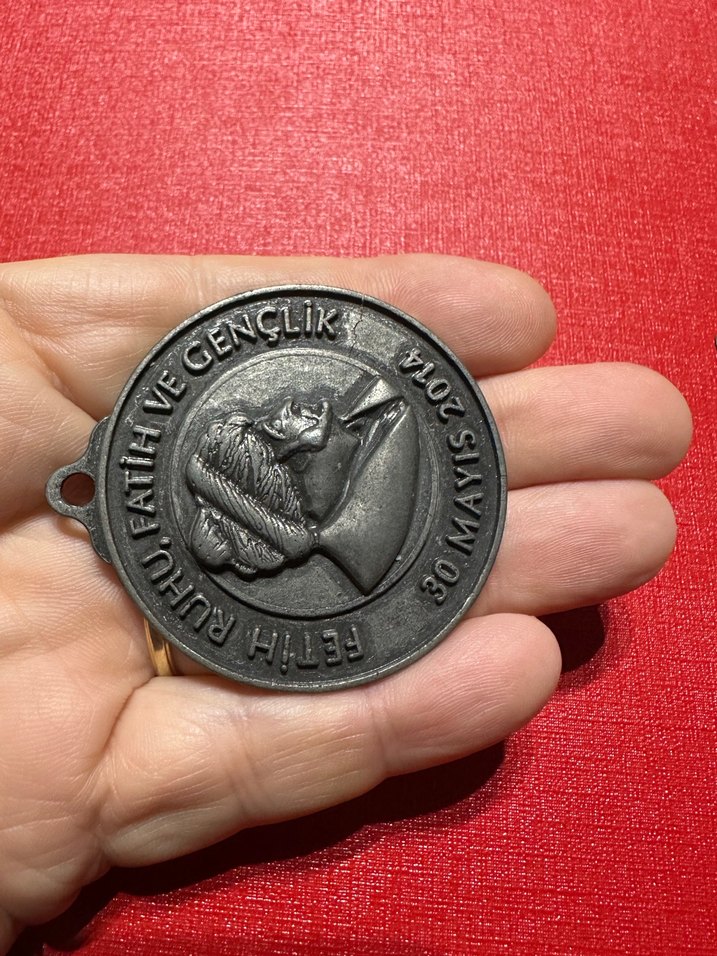 FETİH RUHU, FATİH VE GENÇLİK
30 MAYIS 2014